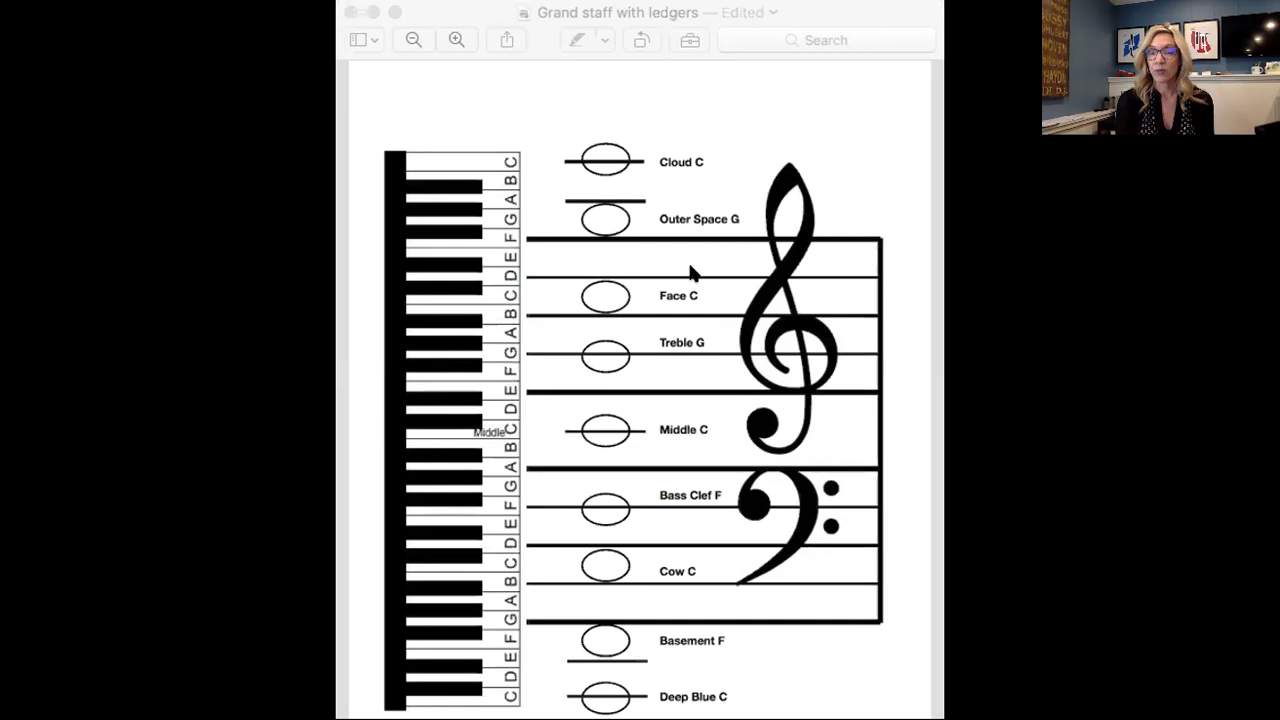 Grand staff with ledgers — Edited
Search
Cloud C
Outer Space G
Face C
Treble G
Middle C
Bass Clef F
Cow C
Basement F
Deep Blue C
C
B
A
G
F
E
D
C
B
A
G
F
E
D
Middle C
B
A
G
F
E
D
C
B
A
G
F
E
D
C
HAYDN